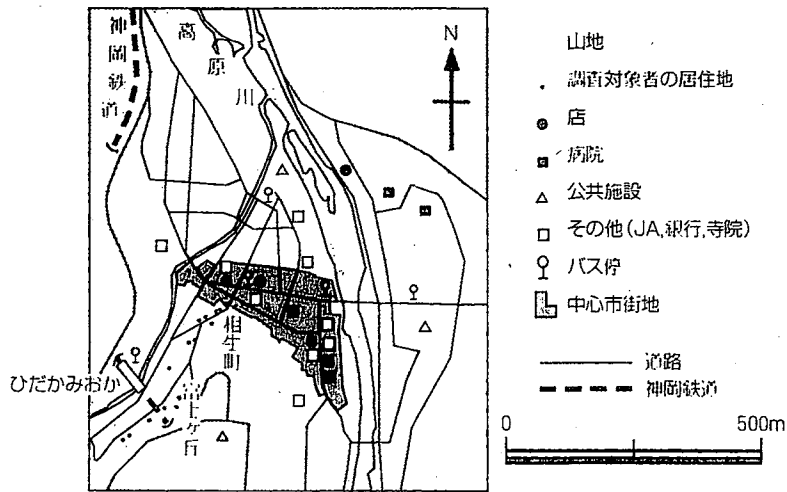 神岡鉄道
高原川
N
相生町
ひだかみおか
山地
調査対象者の居住地
店
病院
公共施設
その他(JA,銀行,寺院)
バス停
中心市街地
道路
神岡鉄道
0 500m